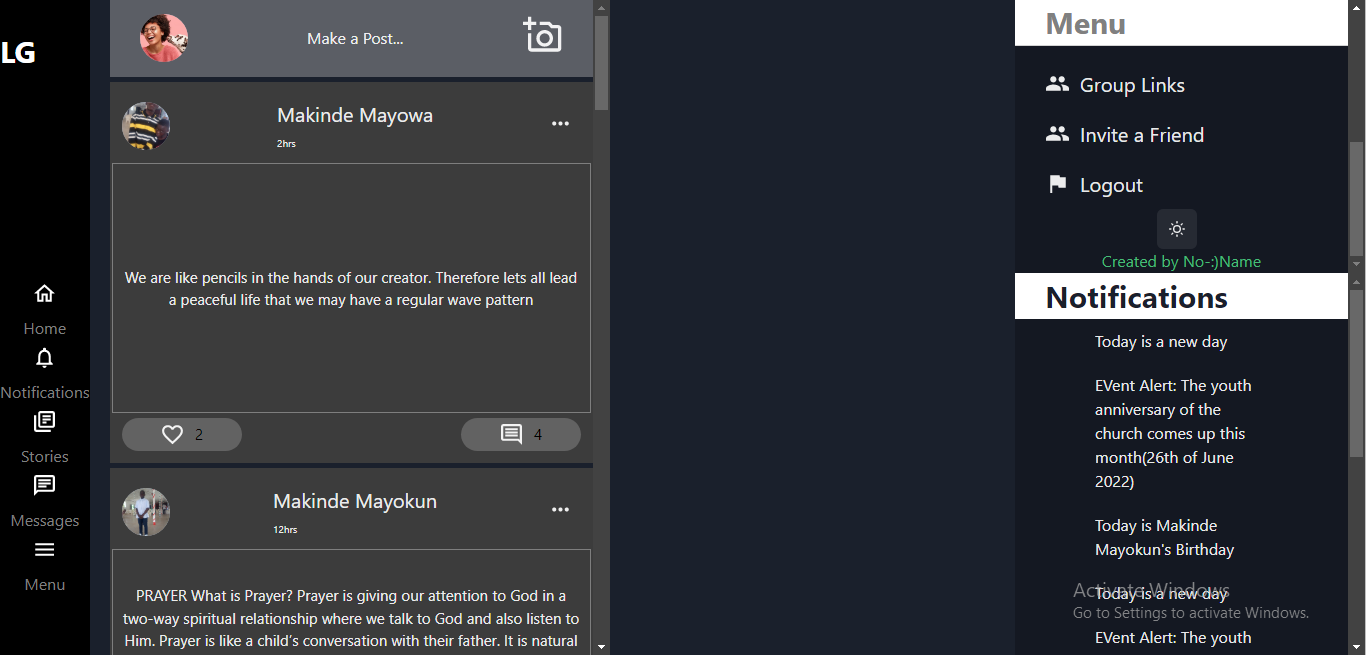 LG
Home
Notifications
Stories
Messages
Menu
Make a Post...
Makinde Mayowa
2hrs
We are like pencils in the hands of our creator. Therefore lets all lead
a peaceful life that we may have a regular wave pattern
2
4
Makinde Mayokun
12hrs
PRAYER What is Prayer? Prayer is giving our attention to God in a
two-way spiritual relationship where we talk to God and also listen to
Him. Prayer is like a child’s conversation with their father. It is natural
Menu
Group Links
Invite a Friend
Logout
Created by No-:)Name
Notifications
Today is a new day
EVent Alert: The youth
anniversary of the
church comes up this
month(26th of June
2022)
Today is Makinde
Mayokun's Birthday
Activate Windows
Today is a new day
Go to Settings to activate Windows.
EVent Alert: The youth